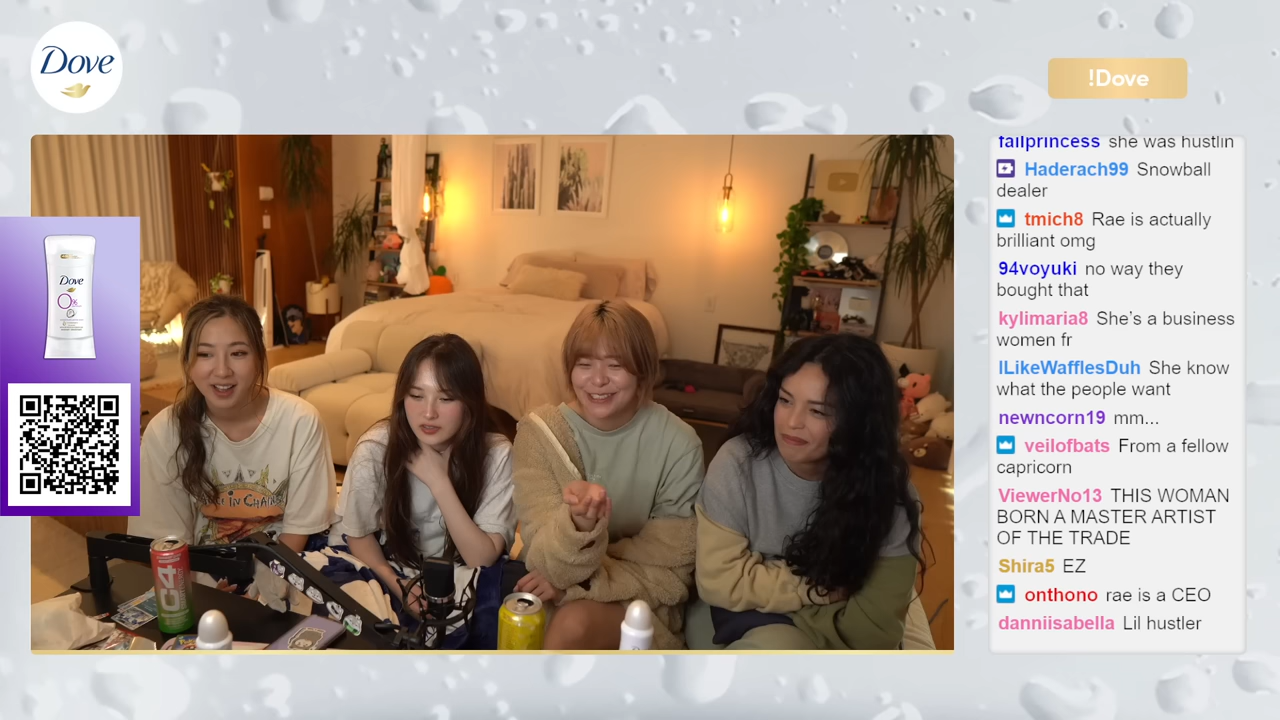 Dove
!Dove
failprincess she was hustlin
Haderach99 Snowball
dealer
tmich8 Rae is actually
brilliant omg
94voyuki no way they
bought that
kylimaria8 She's a business
women fr
ILikeWafflesDuh She know
what the people want
newncorn19 mm...
veilofbats From a fellow
capricorn
ViewerNo13 THIS WOMAN
BORN A MASTER ARTIST
OF THE TRADE
Shira5 EZ
onthono rae is a CEO
danniisabella Lil hustler
Dove
0%
C4